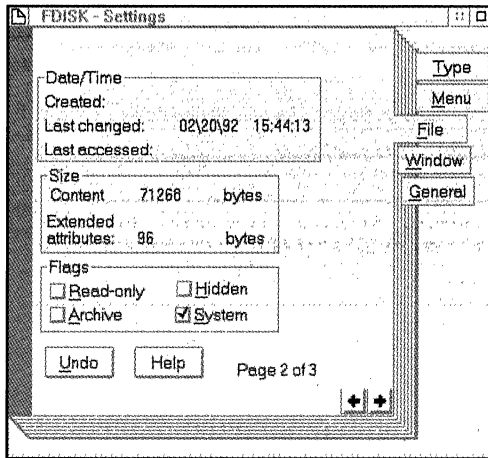 FDISK - Settings
Type
Menu
File
Window
General
Date/Time
Created:
Last changed: 02\20\92 15:44:13
Last accessed:
Size
Content 71268 bytes
Extended
attributes: 96 bytes
Flags
Read-only Hidden
Archive System
Undo Help Page 2 of 3